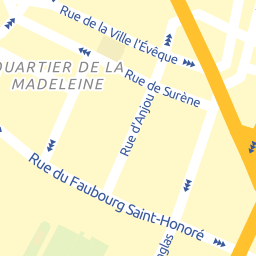 Rue de la Ville l'Évêque
QUARTIER DE LA
MADELEINE
Rue de Surène
Rue d'Anjou
Rue du Faubourg Saint-Honoré